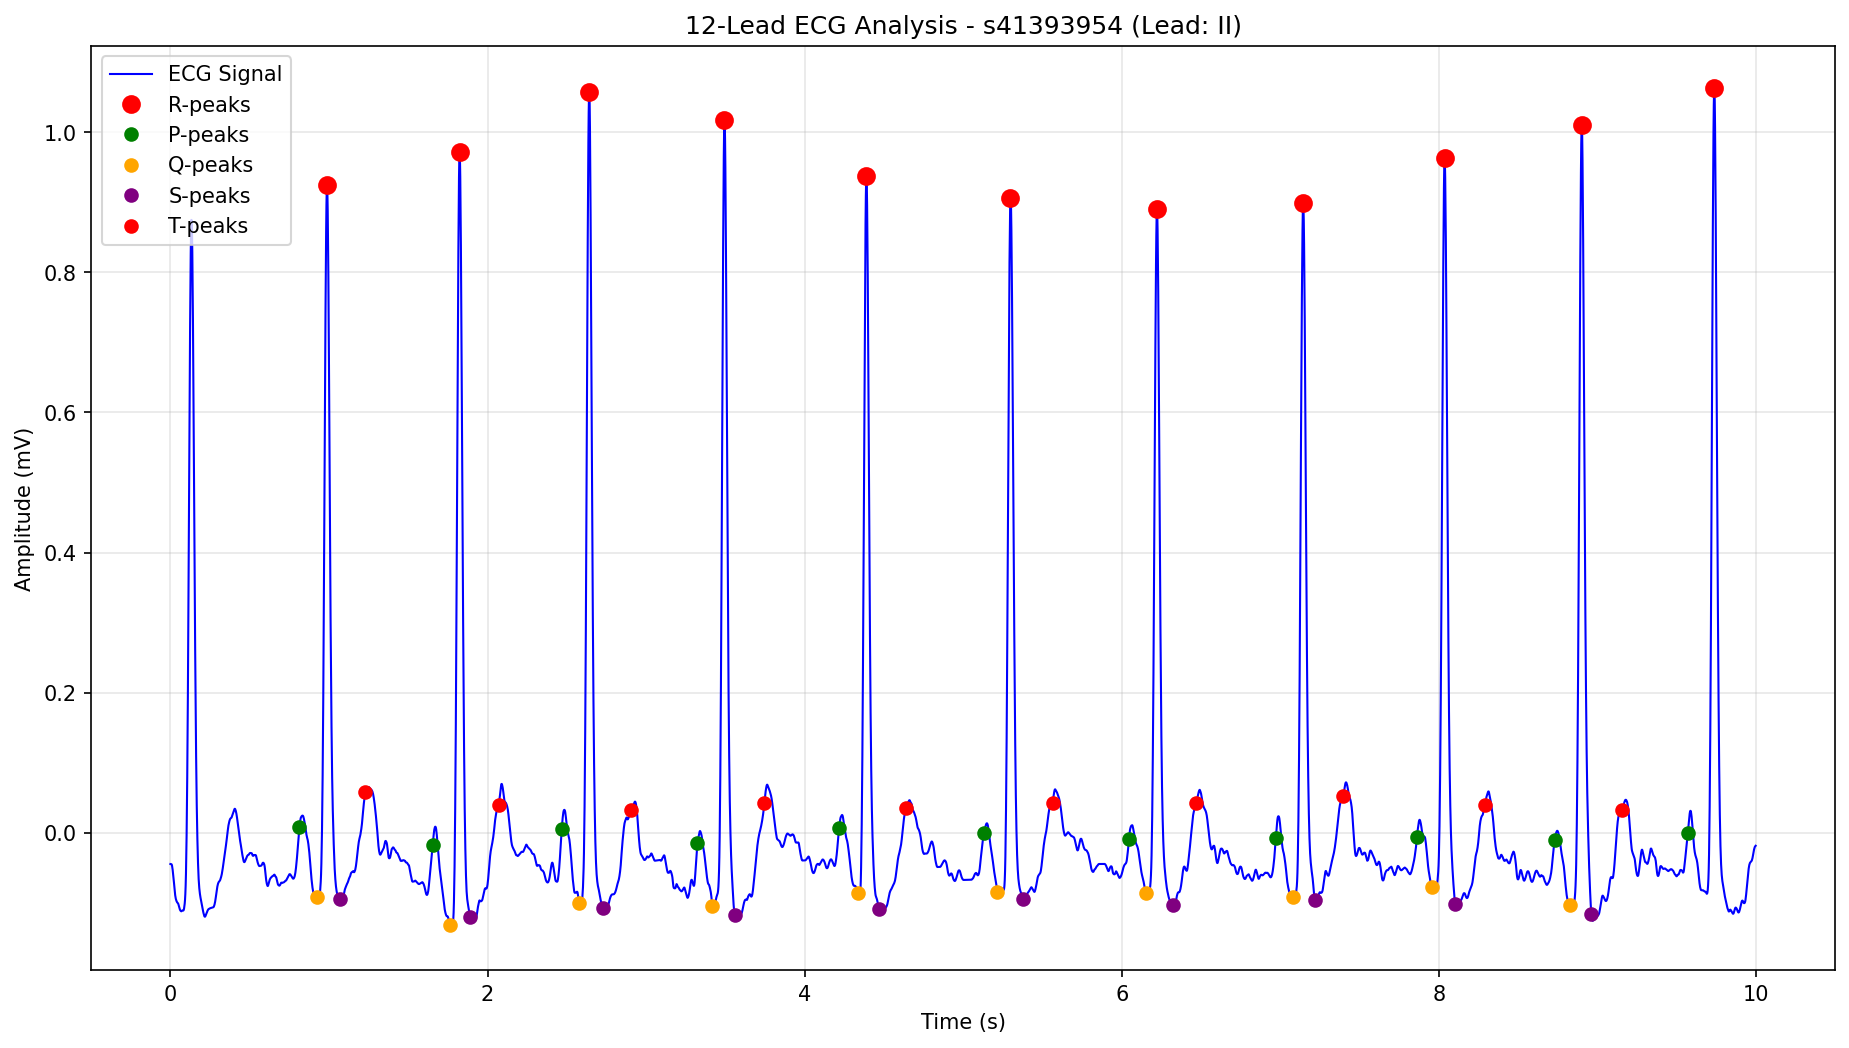 12-Lead ECG Analysis - s41393954 (Lead: II)
ECG Signal
R-peaks
P-peaks
Q-peaks
S-peaks
T-peaks
1.0
0.8
0.6
0.4
0.2
0.0
Amplitude (mV)
0 2 4 6 8 10
Time (s)